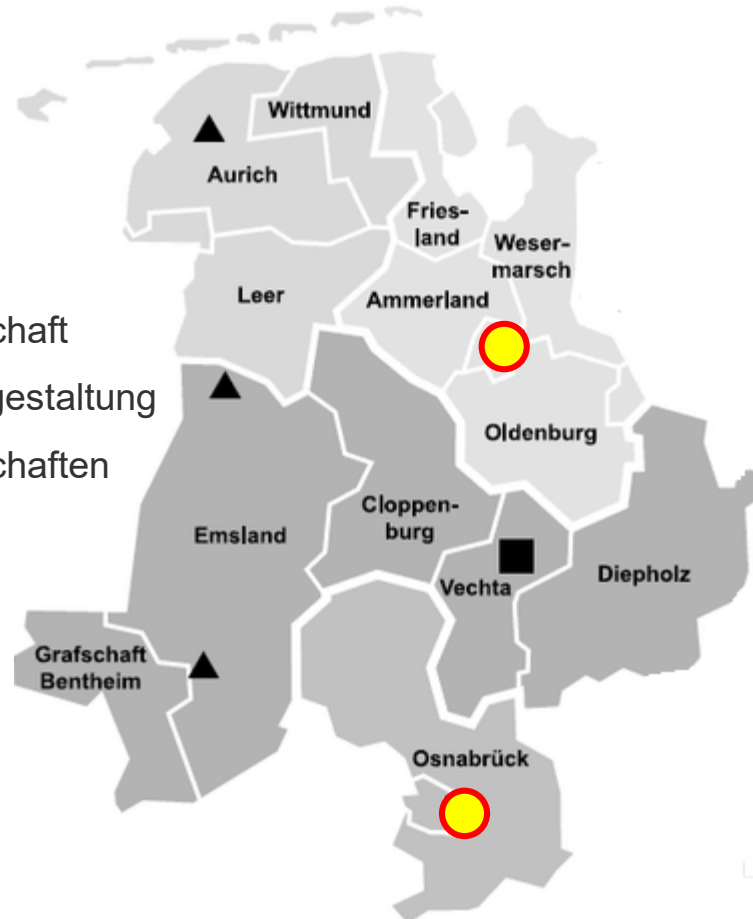 Wittmund
Aurich
Fries-
land
Weser-
marsch
Leer
Ammerland
chaft
gestaltung
Oldenburg
chaften
Cloppen-
burg
Emsland
Vechta
Diepholz
Grafschaft
Bentheim
Osnabrück
L